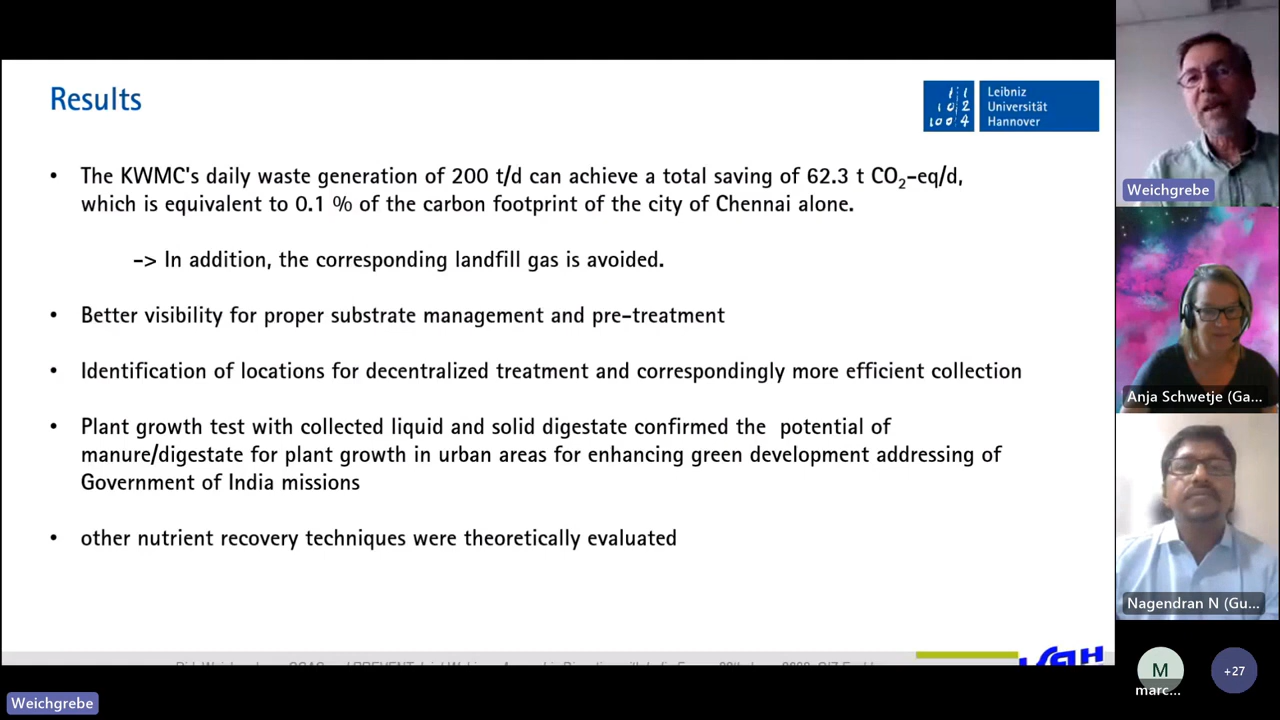 Results
Leibniz
Universität
Hannover
• The KWMC's daily waste generation of 200 t/d can achieve a total saving of 62.3 t CO2-eq/d,
which is equivalent to 0.1 % of the carbon footprint of the city of Chennai alone.
-> In addition, the corresponding landfill gas is avoided.
• Better visibility for proper substrate management and pre-treatment
• Identification of locations for decentralized treatment and correspondingly more efficient collection
• Plant growth test with collected liquid and solid digestate confirmed the potential of
manure/digestate for plant growth in urban areas for enhancing green development addressing of
Government of India missions
• other nutrient recovery techniques were theoretically evaluated
Weichgrebe
Anja Schwetje (Ga...
Nagendran N (Gu...
M
marc...
+27
Weichgrebe